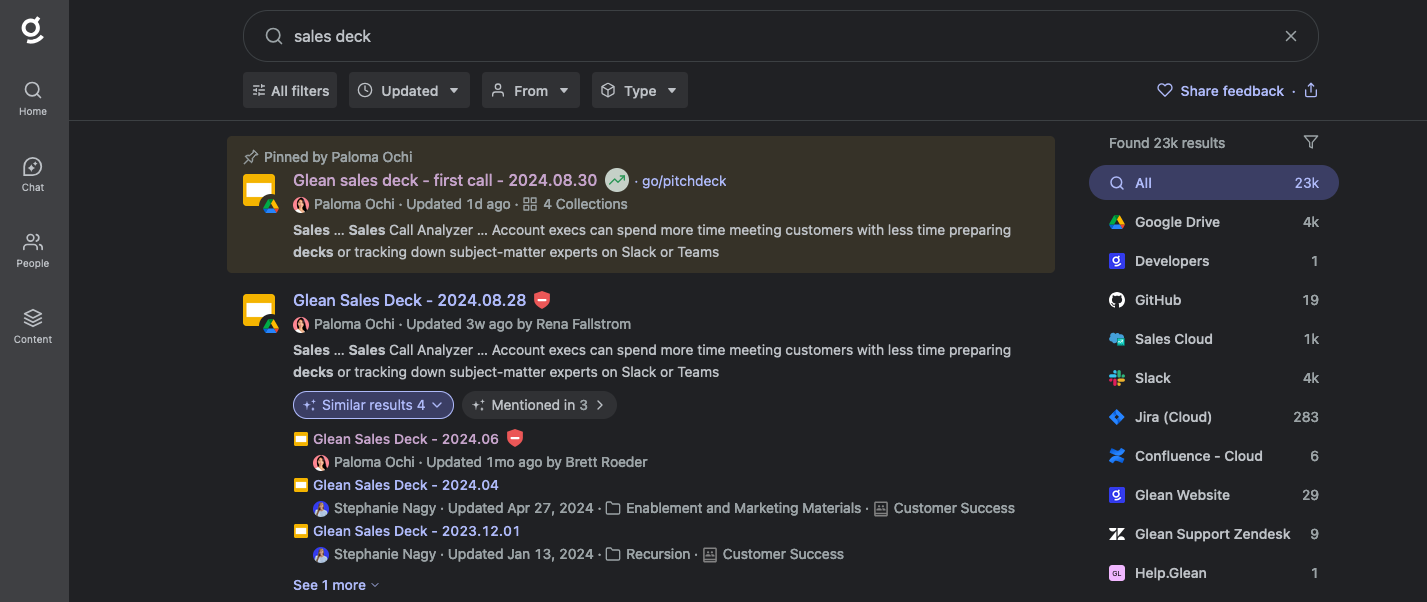 sales deck
All filters
Updated
From
Type
Share feedback ·
Home
Chat
People
Content
Pinned by Paloma Ochi
Glean sales deck - first call - 2024.08.30 · go/pitchdeck
Paloma Ochi · Updated 1d ago · 4 Collections
Sales ... Sales Call Analyzer ... Account execs can spend more time meeting customers with less time preparing
decks or tracking down subject-matter experts on Slack or Teams
Glean Sales Deck - 2024.08.28
Paloma Ochi · Updated 3w ago by Rena Fallstrom
Sales ... Sales Call Analyzer ... Account execs can spend more time meeting customers with less time preparing
decks or tracking down subject-matter experts on Slack or Teams
Similar results 4
Mentioned in 3
Glean Sales Deck - 2024.06
Paloma Ochi · Updated 1mo ago by Brett Roeder
Glean Sales Deck - 2024.04
Stephanie Nagy · Updated Apr 27, 2024 · Enablement and Marketing Materials · Customer Success
Glean Sales Deck - 2023.12.01
Stephanie Nagy · Updated Jan 13, 2024 · Recursion · Customer Success
See 1 more
Found 23k results
All 23k
Google Drive 4k
Developers 1
GitHub 19
Sales Cloud 1k
Slack 4k
Jira (Cloud) 283
Confluence - Cloud 6
Glean Website 29
Glean Support Zendesk 9
GL Help.Glean 1